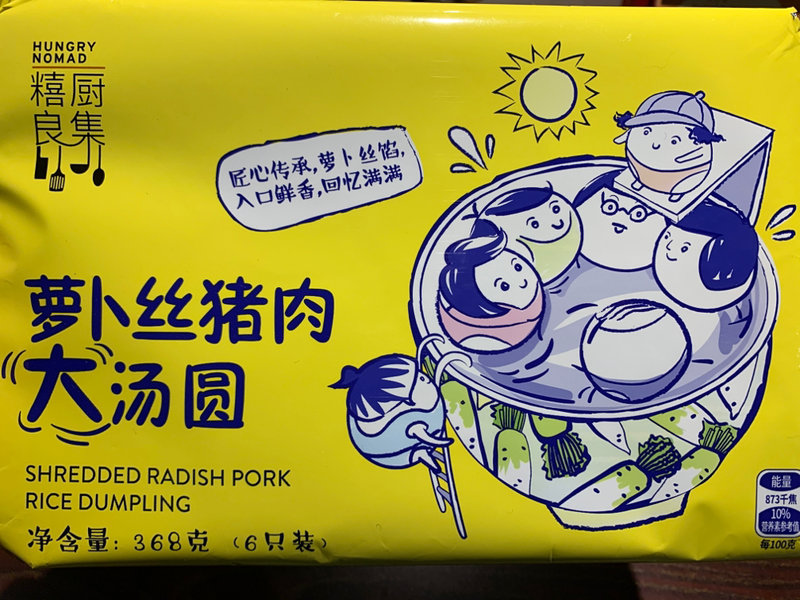 HUNGRY
NOMAD
糦厨
良集
匠心传承,萝卜丝馅,
入口鲜香,回忆满满
萝卜丝猪肉
大汤圆
SHREDDED RADISH PORK
RICE DUMPLING
净含量: 368克 (6只装)
能量
873千焦
10%
营养素参考值
每100克